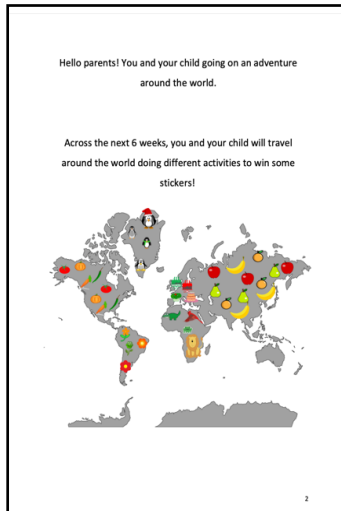 Hello parents! You and your child going on an adventure
around the world.
Across the next 6 weeks, you and your child will travel
around the world doing different activities to win some
stickers!
2